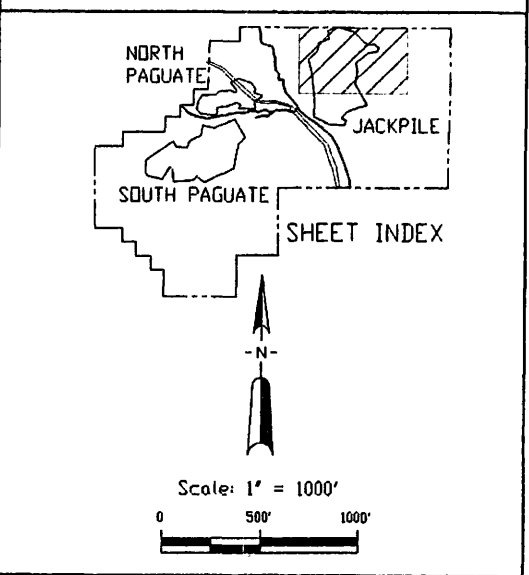 NORTH
PAGUATE
JACKPILE
SOUTH PAGUATE
SHEET INDEX
-N-
Scale: 1" = 1000'
0 500' 1000'